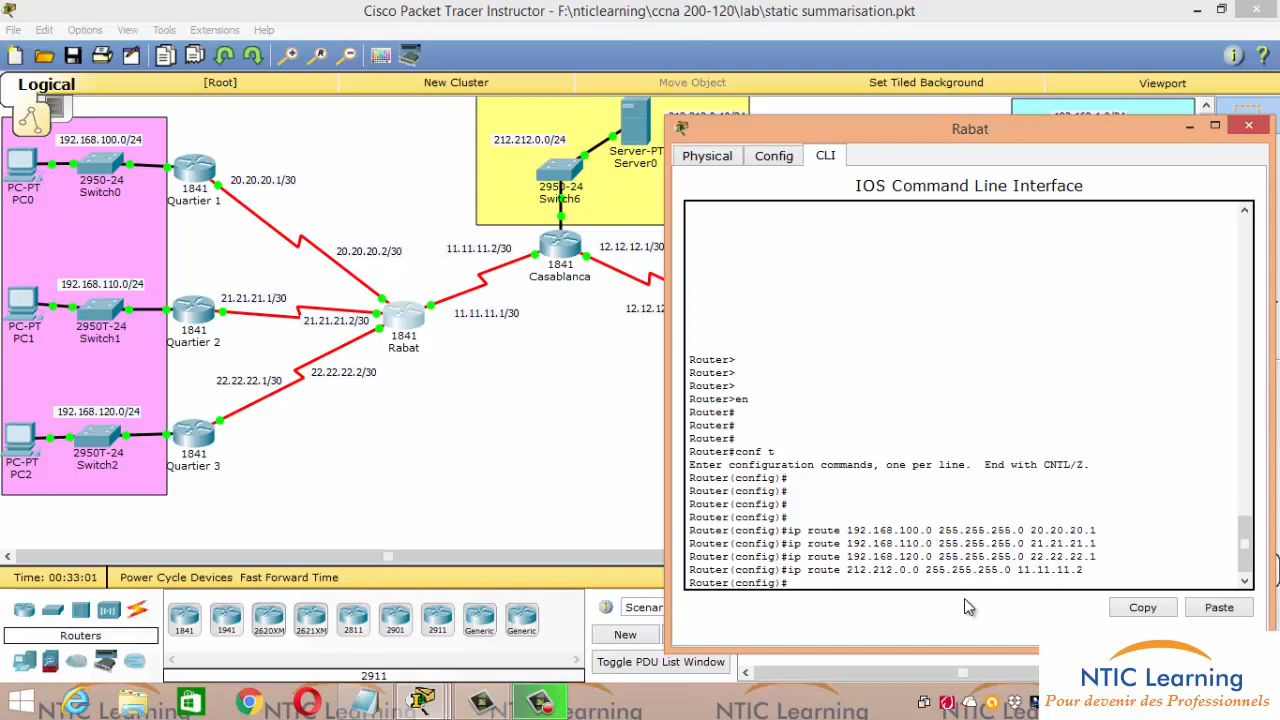 Cisco Packet Tracer Instructor - F:\nticlearning\ccna 200-120\lab\static summarisation.pkt
File Edit Options View Tools Extensions Help
Logical
[Root]
New Cluster
Move Object
Set Tiled Background
Viewport
192.168.100.0/24
PC-PT
PC0
2950-24
Switch0
1841
Quartier 1
20.20.20.1/30
20.20.20.2/30
192.168.110.0/24
PC-PT
PC1
2950T-24
Switch1
1841
Quartier 2
21.21.21.1/30
21.21.21.2/30
192.168.120.0/24
PC-PT
PC2
2950T-24
Switch2
1841
Quartier 3
22.22.22.1/30
22.22.22.2/30
1841
Rabat
11.11.11.1/30
11.11.11.2/30
212.212.0.0/24
Server-PT
Server0
2950-24
Switch6
1841
Casablanca
12.12.12.1/30
12.12.12
Rabat
Physical
Config
CLI
IOS Command Line Interface
Router>
Router>
Router>
Router>en
Router#
Router#
Router#
Router#conf t
Enter configuration commands, one per line. End with CNTL/Z.
Router(config)#
Router(config)#
Router(config)#
Router(config)#
Router(config)#ip route 192.168.100.0 255.255.255.0 20.20.20.1
Router(config)#ip route 192.168.110.0 255.255.255.0 21.21.21.1
Router(config)#ip route 192.168.120.0 255.255.255.0 22.22.22.1
Router(config)#ip route 212.212.0.0 255.255.255.0 11.11.11.2
Router(config)#
Copy
Paste
Time: 00:33:01
Power Cycle Devices Fast Forward Time
Routers
1841
1941
2620XM
2621XM
2811
2901
2911
Generic
Generic
2911
Scenar
New
Toggle PDU List Window
NTIC Learning
NTIC Learning
NTIC Learning
NTIC Learning
Pour devenir des Professionnels